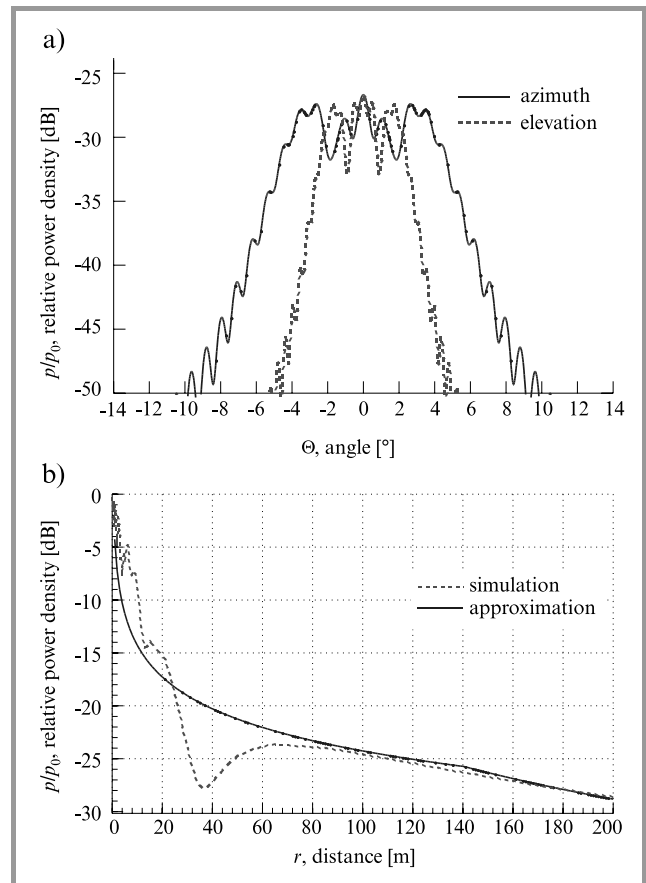 a)
-25
-30
-35
-40
-45
-50
p/p₀, relative power density [dB]
azimuth
elevation
-14 -12 -10 -8 -6 -4 -2 0 2 4 6 8 10 12 14
Θ, angle [°]
b)
0
-5
-10
-15
-20
-25
-30
p/p₀, relative power density [dB]
simulation
approximation
0 20 40 60 80 100 120 140 160 180 200
r, distance [m]